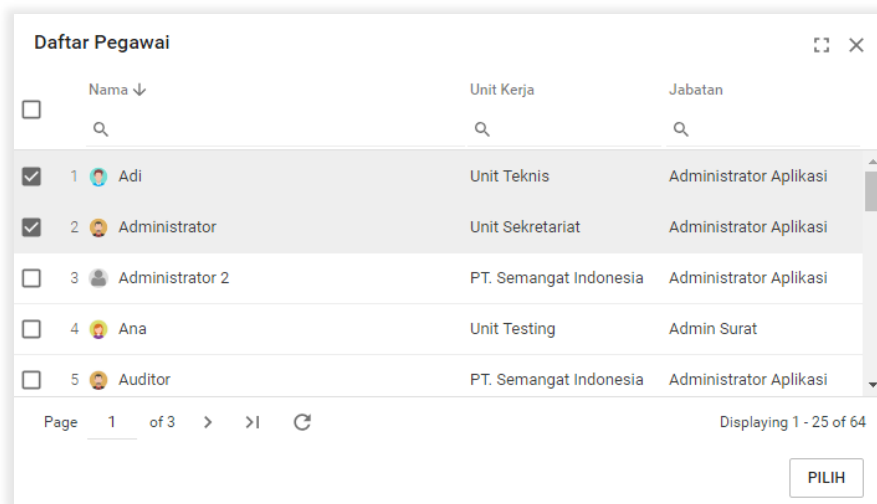 Daftar Pegawai
Nama Unit Kerja Jabatan
1 Adi Unit Teknis Administrator Aplikasi
2 Administrator Unit Sekretariat Administrator Aplikasi
3 Administrator 2 PT. Semangat Indonesia Administrator Aplikasi
4 Ana Unit Testing Admin Surat
5 Auditor PT. Semangat Indonesia Administrator Aplikasi
Page 1 of 3 Displaying 1 - 25 of 64
PILIH